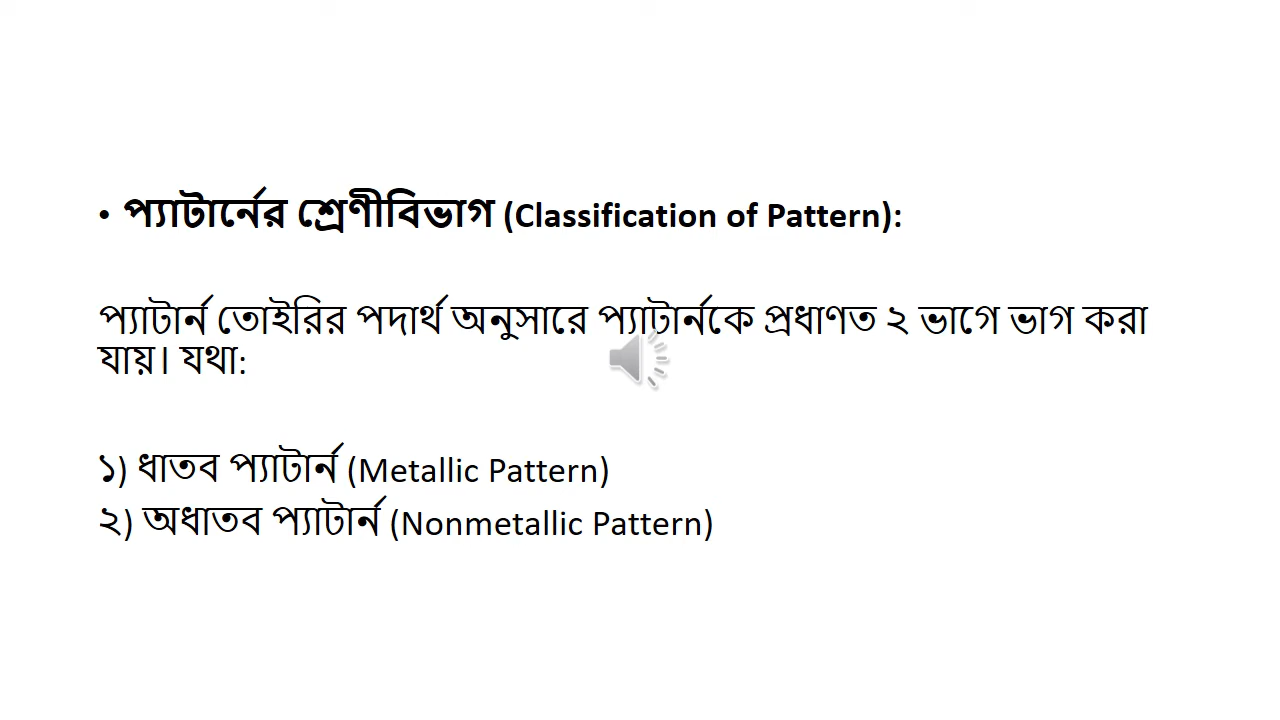 • প্যাটার্নের শ্রেণীবিভাগ (Classification of Pattern):
প্যাটার্ন তোইরির পদার্থ অনুসারে প্যাটার্নকে প্রধাণত ২ ভাগে ভাগ করা
যায়। যথা:
১) ধাতব প্যাটার্ন (Metallic Pattern)
২) অধাতব প্যাটার্ন (Nonmetallic Pattern)